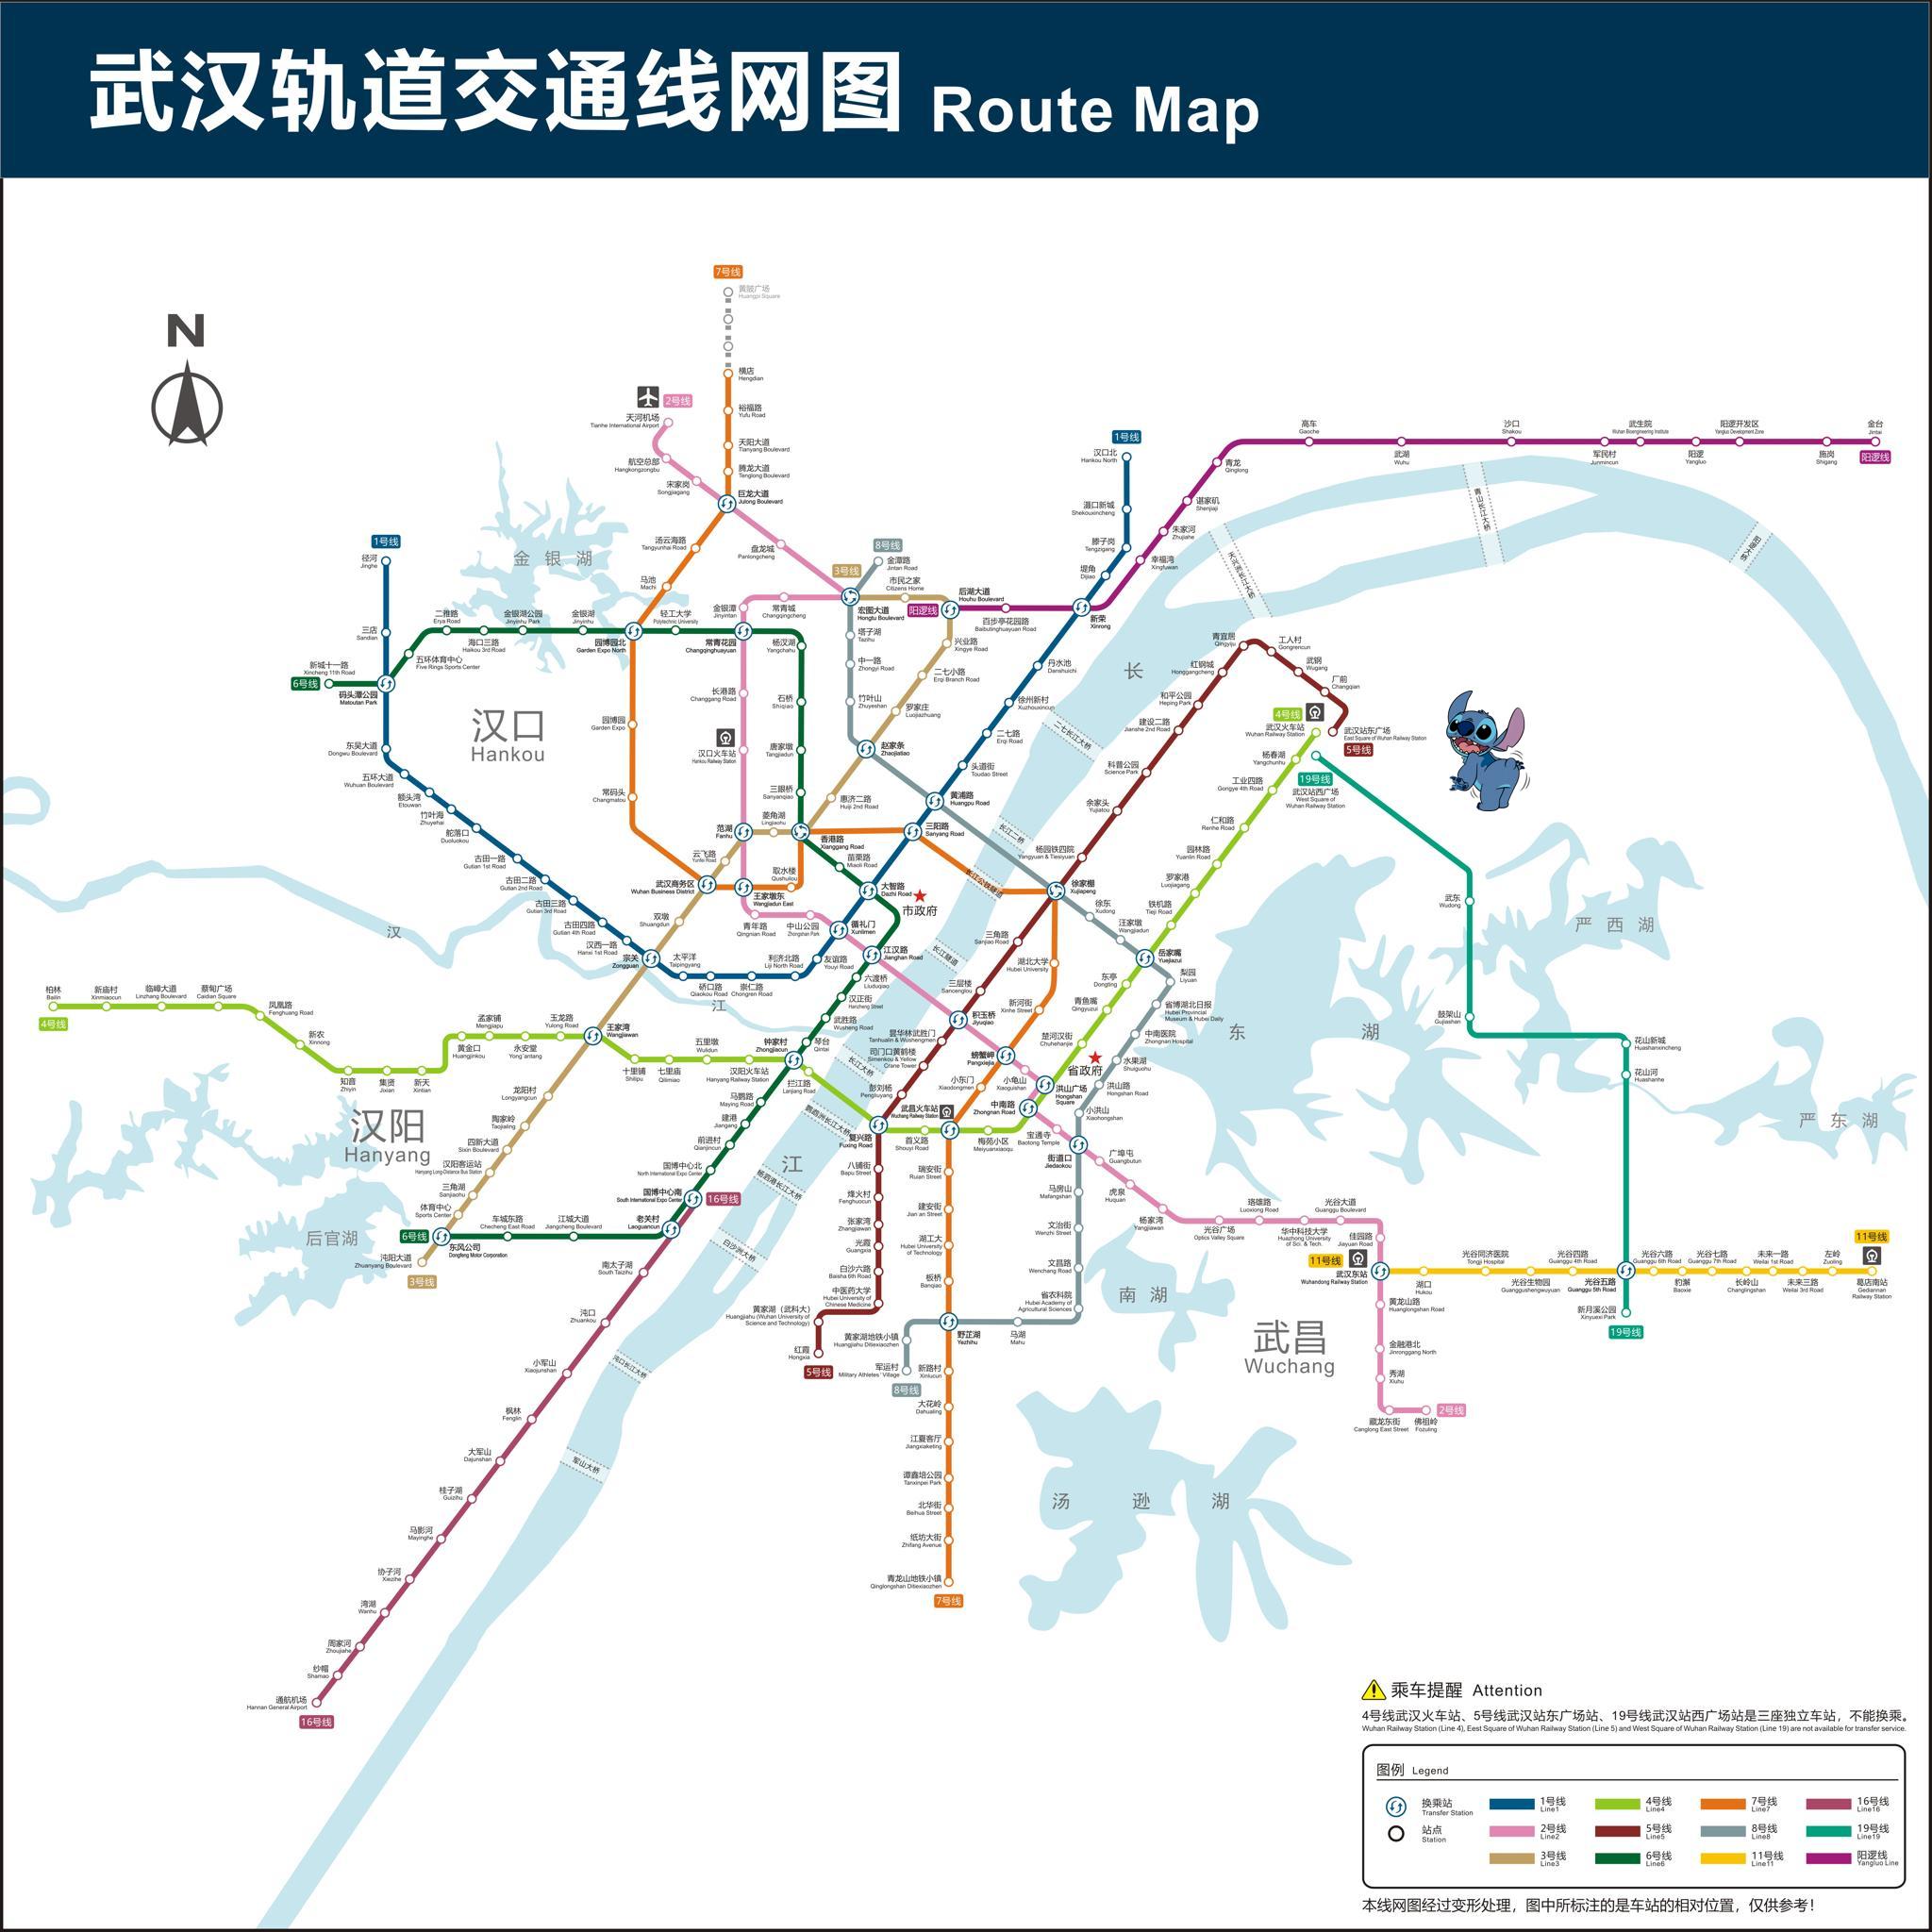 武汉轨道交通线网图 Route Map
N
7号线
黄陂广场
Huangpi Square
横店
Hengdian
裕福路
Yufu Road
天阳大道
Tianyang Boulevard
腾龙大道
Tenglong Boulevard
巨龙大道
Julong Boulevard
2号线
天河机场
Tianhe International Airport
航空总部
Hangkongzongbu
宋家岗
Songjiagang
汤云海路
Tangyunhai Road
马池
Machi
盘龙城
Panlongcheng
金银湖
1号线
径河
Jinghe
三店
Sandian
二雅路
Erya Road
海口三路
Haikou 3rd Road
金银湖公园
Jinyinhu Park
金银湖
Jinyinhu
园博园北
Garden Expo North
轻工大学
Polytechnic University
常青花园
Changqinghuayuan
金银潭
Jinyintan
常青城
Changqingcheng
杨汊湖
Yangchahu
五环体育中心
Five Rings Sports Center
新城十一路
Xincheng 11th Road
6号线
码头潭公园
Matoutan Park
8号线
金潭路
Jintan Road
3号线
市民之家
Citizens Home
宏图大道
Hongtu Boulevard
阳逻线
后湖大道
Houhu Boulevard
百步亭花园路
Baibutinghuayuan Road
新荣
Xinrong
塔子湖
Tazihu
中一路
Zhongyi Road
竹叶山
Zhuyeshan
兴业路
Xingye Road
二七小路
Erqi Branch Road
罗家庄
Luojiazhuang
赵家条
Zhaojiatiao
1号线
汉口北
Hankou North
滠口新城
Shekouxincheng
滕子岗
Tengzigang
堤角
Dijiao
青龙
Qinglong
谌家矶
Shenjiaji
朱家河
Zhujiahe
幸福湾
Xingfuwan
高车
Gaoche
武湖
Wuhu
沙口
Shakou
军民村
Junmincun
武生院
Wuhan Bioengineering Institute
阳逻
Yangluo
阳逻开发区
Yangluo Development Zone
施岗
Shigang
金台
Jintai
阳逻线
天兴洲长江大桥
青山长江大桥
阳逻大桥
长
丹水池
Danshuichi
徐州新村
Xuzhouxincun
二七路
Erqi Road
头道街
Toudao Street
黄浦路
Huangpu Road
二七长江大桥
汉口
Hankou
长港路
Changgang Road
石桥
Shiqiao
园博园
Garden Expo
汉口火车站
Hankou Railway Station
唐家墩
Tangjiadun
三眼桥
Sanyanqiao
常码头
Changmatou
东吴大道
Dongwu Boulevard
五环大道
Wuhuan Boulevard
额头湾
Etouwan
竹叶海
Zhuyehai
舵落口
Duoluokou
古田一路
Gutian 1st Road
古田二路
Gutian 2nd Road
古田三路
Gutian 3rd Road
古田四路
Gutian 4th Road
汉西一路
Hanxi 1st Road
宗关
Zongguan
范湖
Fanhu
菱角湖
Lingjiaohu
惠济二路
Huiji 2nd Road
香港路
Xianggang Road
三阳路
Sanyang Road
云飞路
Yunfei Road
武汉商务区
Wuhan Business District
王家墩东
Wangjiadun East
取水楼
Qushuilou
苗栗路
Miaoli Road
大智路
Dazhi Road
市政府
双墩
Shuangdun
青年路
Qingnian Road
中山公园
Zhongshan Park
循礼门
Xunlimen
江汉路
Jianghan Road
太平洋
Taipingyang
硚口路
Qiaokou Road
崇仁路
Chongren Road
利济北路
Liji North Road
友谊路
Youyi Road
六渡桥
Liuduqiao
汉正街
Hanzheng Street
武胜路
Wusheng Road
琴台
Qintai
汉
江
青宜居
Qingyiju
工人村
Gongrencun
武钢
Wugang
厂前
Changqian
红钢城
Honggangcheng
和平公园
Heping Park
建设二路
Jianshe 2nd Road
科普公园
Science Park
余家头
Yujiatou
杨园铁四院
Yangyuan & Tiesiyuan
4号线
武汉火车站
Wuhan Railway Station
武汉站东广场
East Square of Wuhan Railway Station
5号线
杨春湖
Yangchunhu
19号线
武汉站西广场
West Square of
Wuhan Railway Station
工业四路
Gongye 4th Road
仁和路
Renhe Road
园林路
Yuanlin Road
罗家港
Luojiagang
铁机路
Tieji Road
长江二桥
长江公铁隧道
徐家棚
Xujiapeng
徐东
Xudong
汪家墩
Wangjiadun
岳家嘴
Yuejiazui
梨园
Liyuan
省博湖北日报
Hubei Provincial
Museum & Hubei Daily
中南医院
Zhongnan Hospital
水果湖
Shuiguohu
洪山路
Hongshan Road
小洪山
Xiaohongshan
东亭
Dongting
青鱼嘴
Qingyuzui
楚河汉街
Chuhehanjie
省政府
三角路
Sanjiao Road
湖北大学
Hubei University
三层楼
Sancenglou
新河街
Xinhe Street
积玉桥
Jiyuqiao
长江隧道
昙华林武胜门
Tanhualin & Wushengmen
司门口黄鹤楼
Simenkou & Yellow
Crane Tower
螃蟹岬
Pangxiejia
小龟山
Xiaoguishan
洪山广场
Hongshan
Square
小东门
Xiaodongmen
中南路
Zhongnan Road
彭刘杨
Pengliuyang
武昌火车站
Wuchang Railway Station
复兴路
Fuxing Road
首义路
Shouyi Road
梅苑小区
Meiyuanxiaoqu
宝通寺
Baotong Temple
街道口
Jiedaokou
广埠屯
Guangbutun
虎泉
Huquan
杨家湾
Yangjiawan
光谷广场
Optics Valley Square
珞雄路
Luoxiong Road
华中科技大学
Huazhong University
of Sci. & Tech.
光谷大道
Guanggu Boulevard
佳园路
Jiayuan Road
东湖
严西湖
严东湖
武东
Wudong
鼓架山
Gujiashan
花山新城
Huashanxincheng
花山河
Huashanhe
柏林
Bailin
4号线
新庙村
Xinmiaocun
临嶂大道
Linzhang Boulevard
蔡甸广场
Caidian Square
凤凰路
Fenghuang Road
新农
Xinnong
知音
Zhiyin
集贤
Jixian
新天
Xintian
黄金口
Huangjinkou
孟家铺
Mengjiapu
永安堂
Yong´antang
玉龙路
Yulong Road
王家湾
Wangjiawan
十里铺
Shilipu
七里庙
Qilimiao
五里墩
Wulidun
汉阳火车站
Hanyang Railway Station
钟家村
Zhongjiacun
拦江路
Lanjiang Road
长江大桥
鹦鹉洲长江大桥
马鹦路
Maying Road
建港
Jiangang
前进村
Qianjincun
国博中心北
North International Expo Center
国博中心南
South International Expo Center
16号线
老关村
Laoguancun
江
杨泗港长江大桥
白沙洲大桥
汉阳
Hanyang
龙阳村
Longyangcun
陶家岭
Taojialing
四新大道
Sixin Boulevard
汉阳客运站
Hanyang Long-Distance Bus Station
三角湖
Sanjiaohu
体育中心
Sports Center
6号线
东风公司
Dongfeng Motor Corporation
车城东路
Checheng East Road
江城大道
Jiangcheng Boulevard
沌阳大道
Zhuanyang Boulevard
3号线
后官湖
八铺街
Bapu Street
烽火村
Fenghuocun
张家湾
Zhangjiawan
光霞
Guangxia
白沙六路
Baisha 6th Road
中医药大学
Hubei University of
Chinese Medicine
黄家湖（武科大）
Huangjiahu (Wuhan University of
Science and Technology)
红霞
Hongxia
5号线
瑞安街
Ruian Street
建安街
Jian an Street
湖工大
Hubei University
of Technology
板桥
Banqiao
野芷湖
Yezhihu
马房山
Mafangshan
文治街
Wenzhi Street
文昌路
Wenchang Road
省农科院
Hubei Academy of
Agricultural Sciences
马湖
Mahu
黄家湖地铁小镇
Huangjiahu Ditiexiaozhen
军运村
Military Athletes' Village
8号线
新路村
Xinlucun
大花岭
Dahualing
江夏客厅
Jiangxiaketing
谭鑫培公园
Tanxinpei Park
北华街
Beihua Street
纸坊大街
Zhifang Avenue
青龙山地铁小镇
Qinglongshan Ditiexiaozhen
7号线
南湖
武昌
Wuchang
汤逊湖
11号线
武汉东站
Wuhandong Railway Station
湖口
Hukou
光谷同济医院
Tongji Hospital
光谷生物园
Guanggushengwuyuan
光谷四路
Guanggu 4th Road
光谷五路
Guanggu 5th Road
光谷六路
Guanggu 6th Road
豹澥
Baoxie
光谷七路
Guanggu 7th Road
长岭山
Changlingshan
未来一路
Weilai 1st Road
未来三路
Weilai 3rd Road
左岭
Zuoling
11号线
葛店南站
Gediannan
Railway Station
新月溪公园
Xinyuexi Park
19号线
黄龙山路
Huanglongshan Road
金融港北
Jinronggang North
秀湖
Xiuhu
藏龙东街
Canglong East Street
佛祖岭
Fozuling
2号线
南太子湖
South Taizihu
沌口
Zhuankou
小军山
Xiaojunshan
沌口长江大桥
枫林
Fenglin
大军山
Dajunshan
军山大桥
桂子湖
Guizihu
马影河
Mayinghe
协子河
Xiezihe
湾湖
Wanhu
周家河
Zhoujiahe
纱帽
Shamao
通航机场
Hannan General Airport
16号线
乘车提醒 Attention
4号线武汉火车站、5号线武汉站东广场站、19号线武汉站西广场站是三座独立车站，不能换乘。
Wuhan Railway Station (Line 4), Eest Square of Wuhan Railway Station (Line 5) and West Square of Wuhan Railway Station (Line 19) are not available for transfer service.
图例 Legend
换乘站
Transfer Station
站点
Station
1号线
Line1
2号线
Line2
3号线
Line3
4号线
Line4
5号线
Line5
6号线
Line6
7号线
Line7
8号线
Line8
11号线
Line11
16号线
Line16
19号线
Line19
阳逻线
Yangluo Line
本线网图经过变形处理，图中所标注的是车站的相对位置，仅供参考！